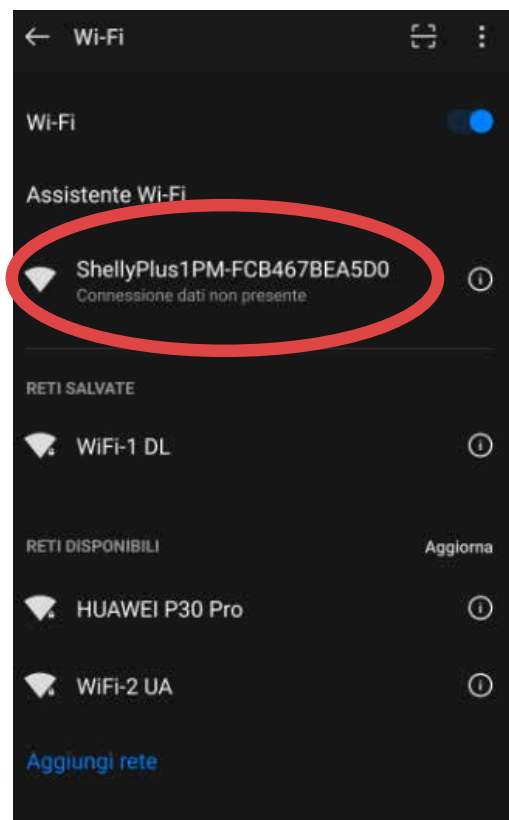 Wi-Fi
Wi-Fi
Assistente Wi-Fi
ShellyPlus1PM-FCB467BEA5D0
Connessione dati non presente
RETI SALVATE
WiFi-1 DL
RETI DISPONIBILI Aggiorna
HUAWEI P30 Pro
WiFi-2 UA
Aggiungi rete